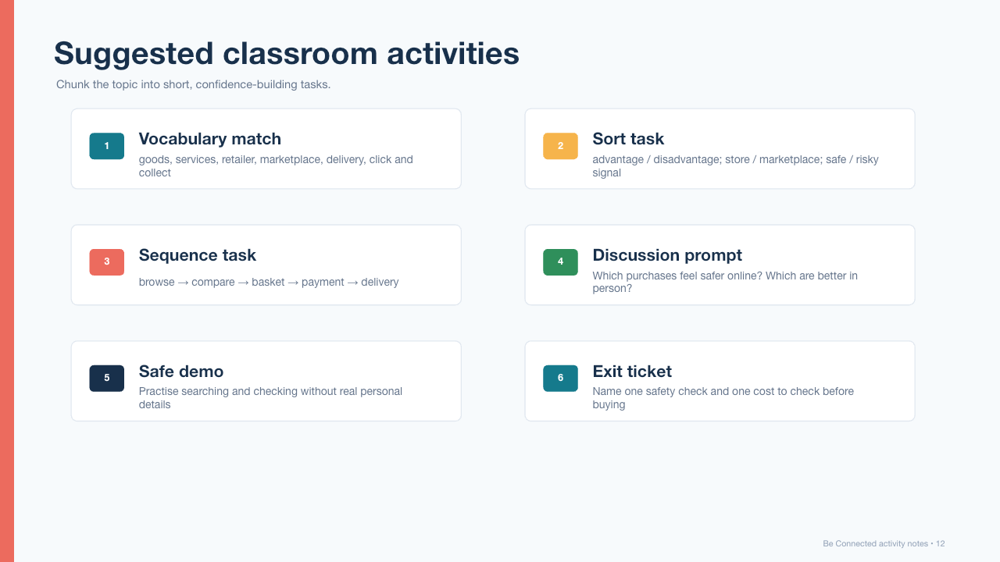 Suggested classroom activities
Chunk the topic into short, confidence-building tasks.
1
Vocabulary match
goods, services, retailer, marketplace, delivery, click and
collect
2
Sort task
advantage / disadvantage; store / marketplace; safe / risky
signal
3
Sequence task
browse → compare → basket → payment → delivery
4
Discussion prompt
Which purchases feel safer online? Which are better in
person?
5
Safe demo
Practise searching and checking without real personal
details
6
Exit ticket
Name one safety check and one cost to check before
buying
Be Connected activity notes • 12